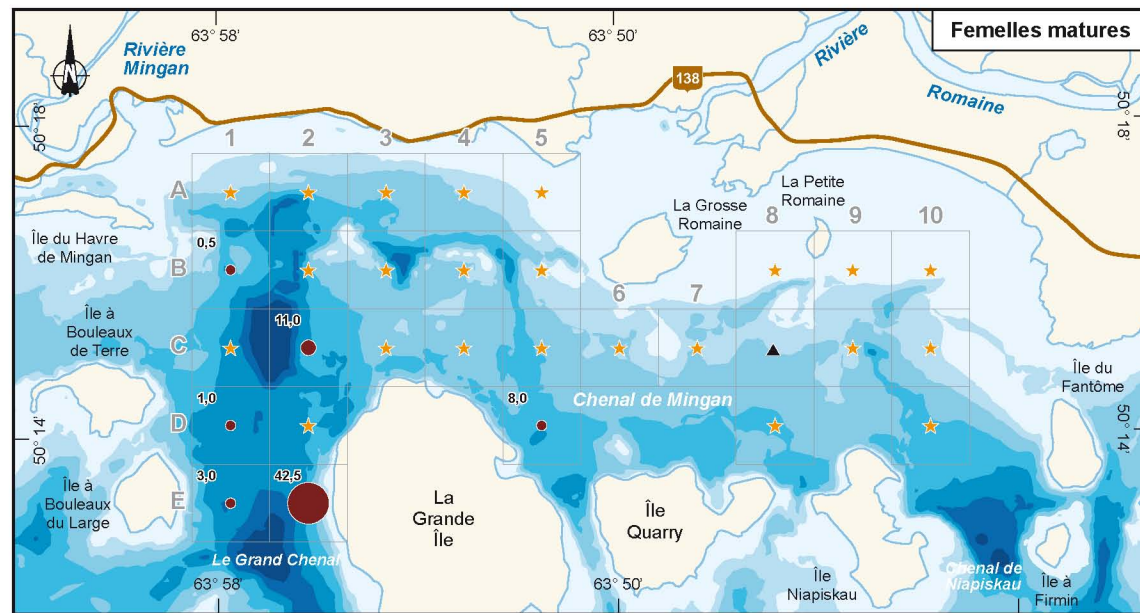 Femelles matures
63° 58'
63° 50'
Rivière
Mingan
N
138
Rivière
Romaine
50° 18'
50° 18'
1
2
3
4
5
A
La Petite
Romaine
La Grosse
Romaine
8
9
10
Île du Havre
de Mingan
0,5
B
6
7
Île à
Bouleaux
de Terre
11,0
C
Île du
Fantôme
1,0
8,0
Chenal de Mingan
D
50° 14'
50° 14'
3,0
42,5
E
Île à
Bouleaux
du Large
La
Grande
Île
Île
Quarry
Le Grand Chenal
Île
Niapiskau
Chenal de
Niapiskau
Île à
Firmin
63° 58'
63° 50'